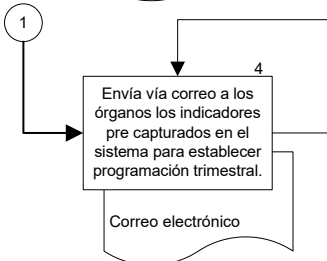 1
4
Envía vía correo a los
órganos los indicadores
pre capturados en el
sistema para establecer
programación trimestral.
Correo electrónico